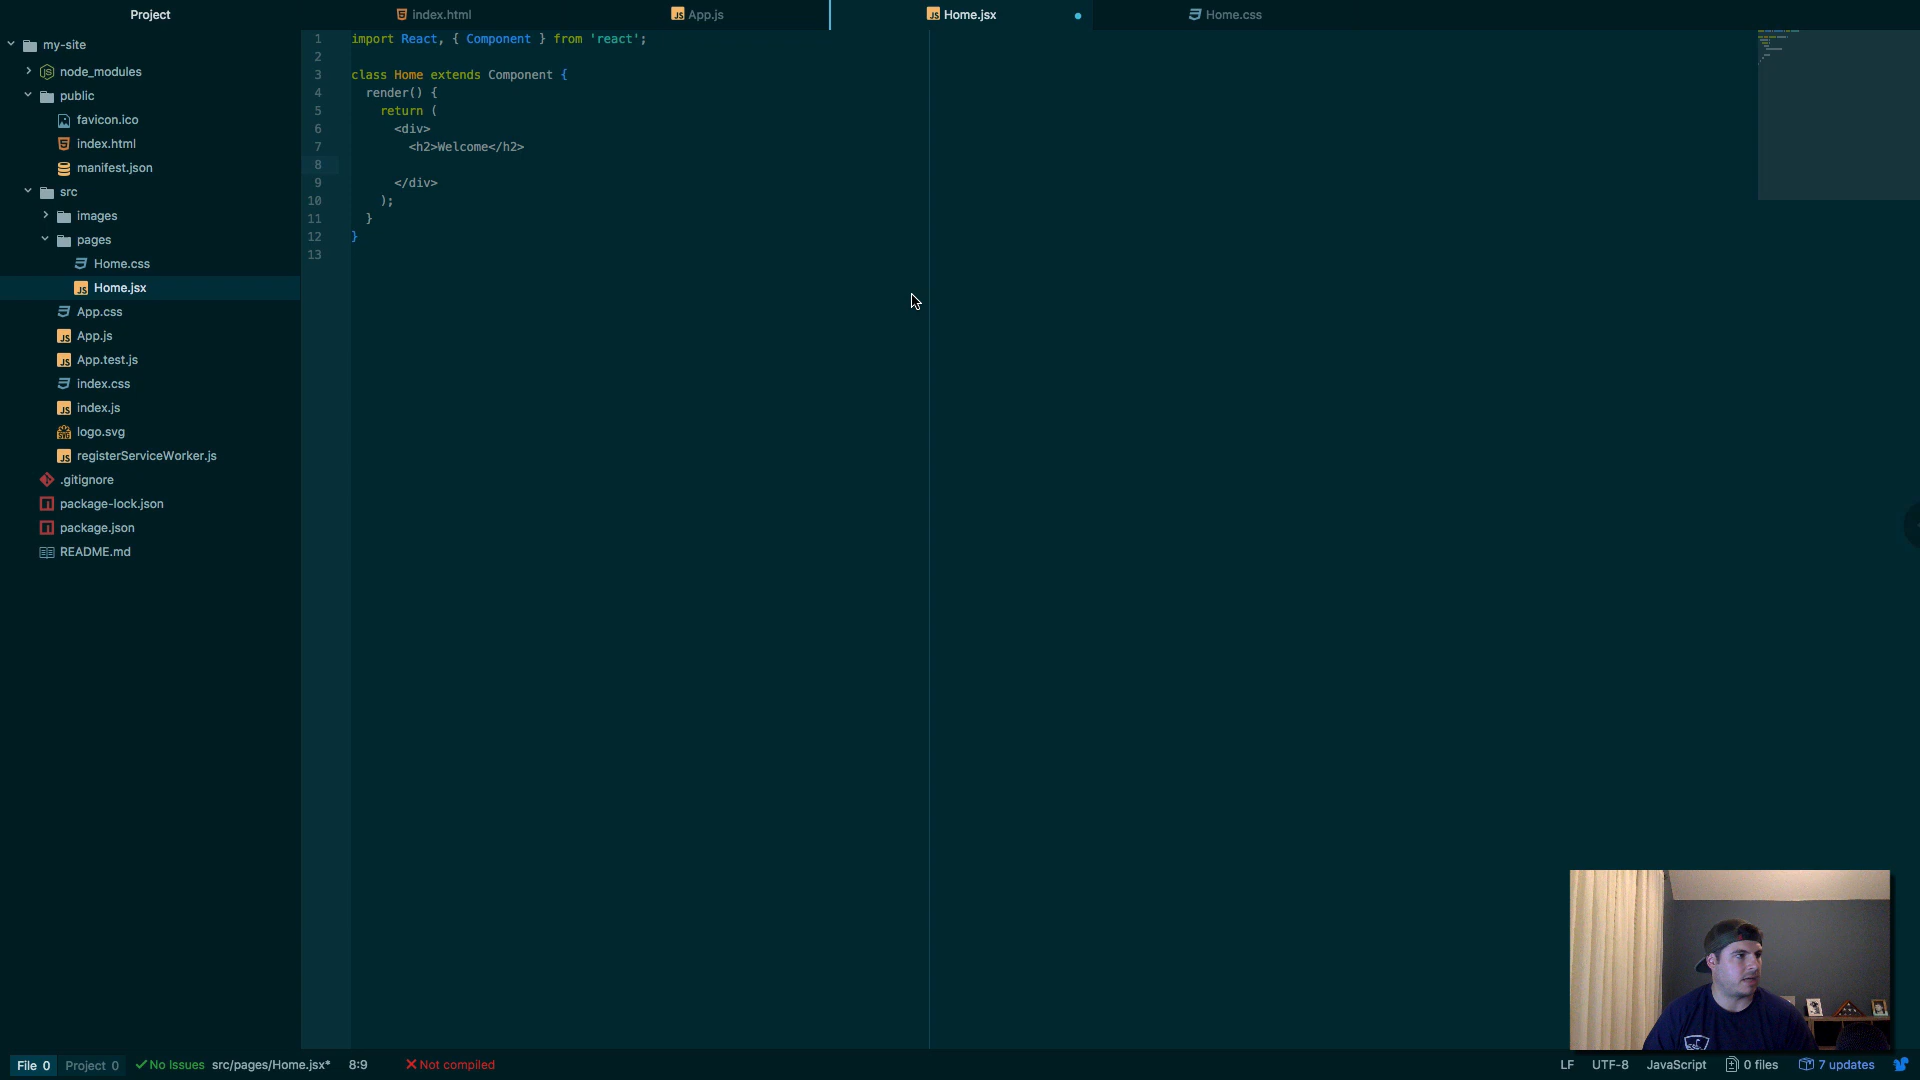 Project
index.html
App.js
Home.jsx
Home.css
my-site
node_modules
public
favicon.ico
index.html
manifest.json
src
images
pages
Home.css
Home.jsx
App.css
App.js
App.test.js
index.css
index.js
logo.svg
registerServiceWorker.js
.gitignore
package-lock.json
package.json
README.md
1 import React, { Component } from 'react';
2
3 class Home extends Component {
4 render() {
5 return (
6 <div>
7 <h2>Welcome</h2>
8
9 </div>
10 );
11 }
12 }
13
File 0 Project 0 No Issues src/pages/Home.jsx* 8:9 Not compiled LF UTF-8 JavaScript 0 files 7 updates